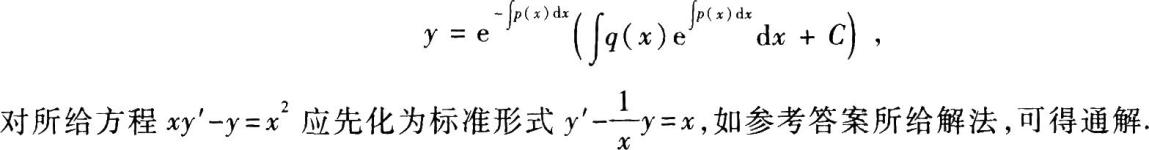 y = e^{-∫p(x)dx}(∫q(x)e^{∫p(x)dx}dx + C),
对所给方程 xy′-y=x² 应先化为标准形式 y′-\frac{1}{x}y=x,如参考答案所给解法,可得通解.